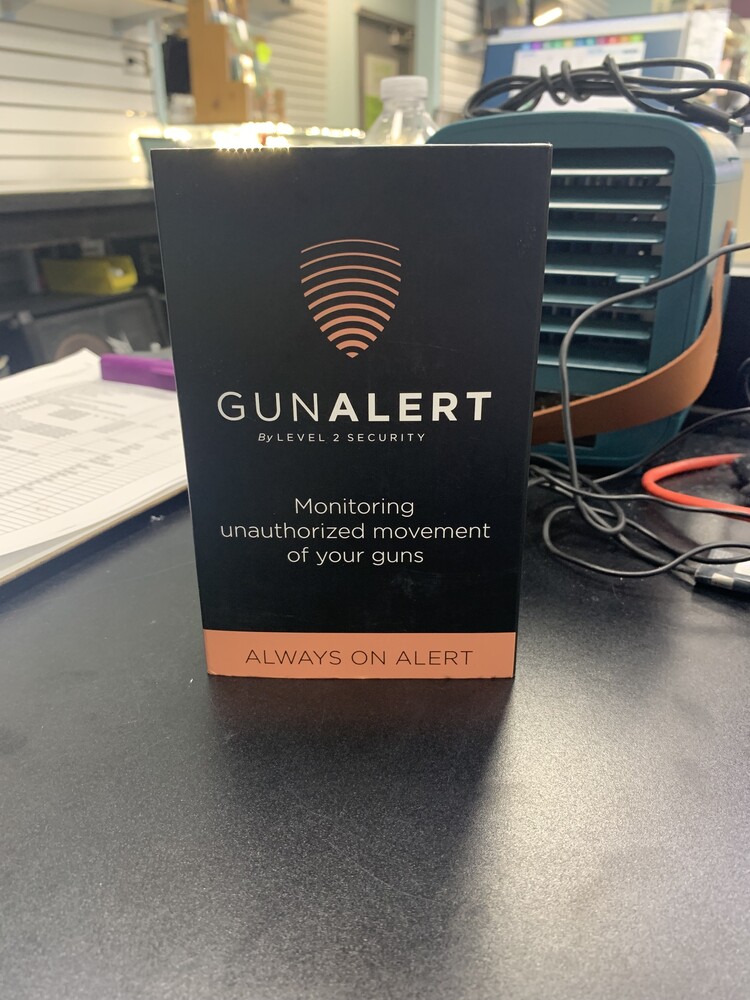 GUNALERT
By LEVEL 2 SECURITY
Monitoring
unauthorized movement
of your guns
ALWAYS ON ALERT